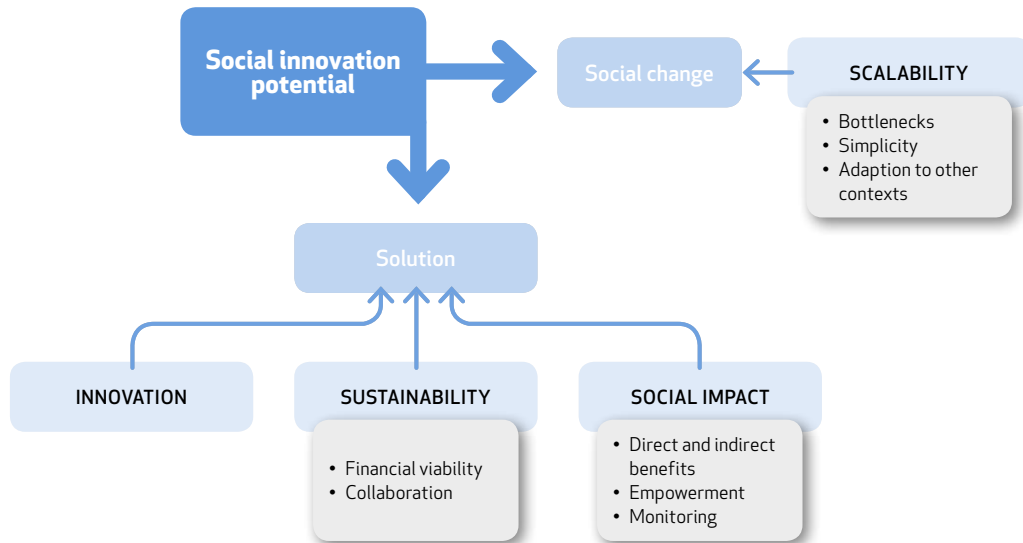 Social innovation
potential
Social change
SCALABILITY
• Bottlenecks
• Simplicity
• Adaption to other
contexts
Solution
INNOVATION
SUSTAINABILITY
• Financial viability
• Collaboration
SOCIAL IMPACT
• Direct and indirect
benefits
• Empowerment
• Monitoring